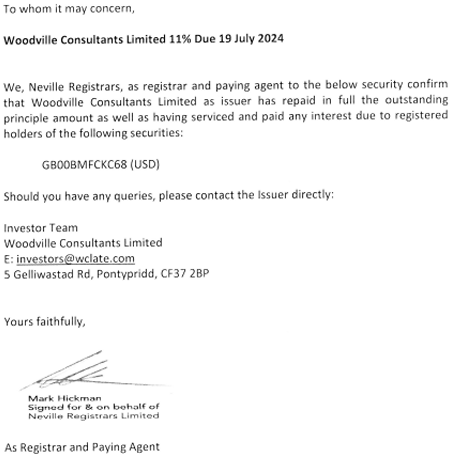 To whom it may concern,
Woodville Consultants Limited 11% Due 19 July 2024
We, Neville Registrars, as registrar and paying agent to the below security confirm
that Woodville Consultants Limited as issuer has repaid in full the outstanding
principle amount as well as having serviced and paid any interest due to registered
holders of the following securities:
GB00BMFCKC68 (USD)
Should you have any queries, please contact the Issuer directly:
Investor Team
Woodville Consultants Limited
E: investors@wclate.com
5 Gelliwastad Rd, Pontypridd, CF37 2BP
Yours faithfully,
Mark Hickman
Signed for & on behalf of
Neville Registrars Limited
As Registrar and Paying Agent